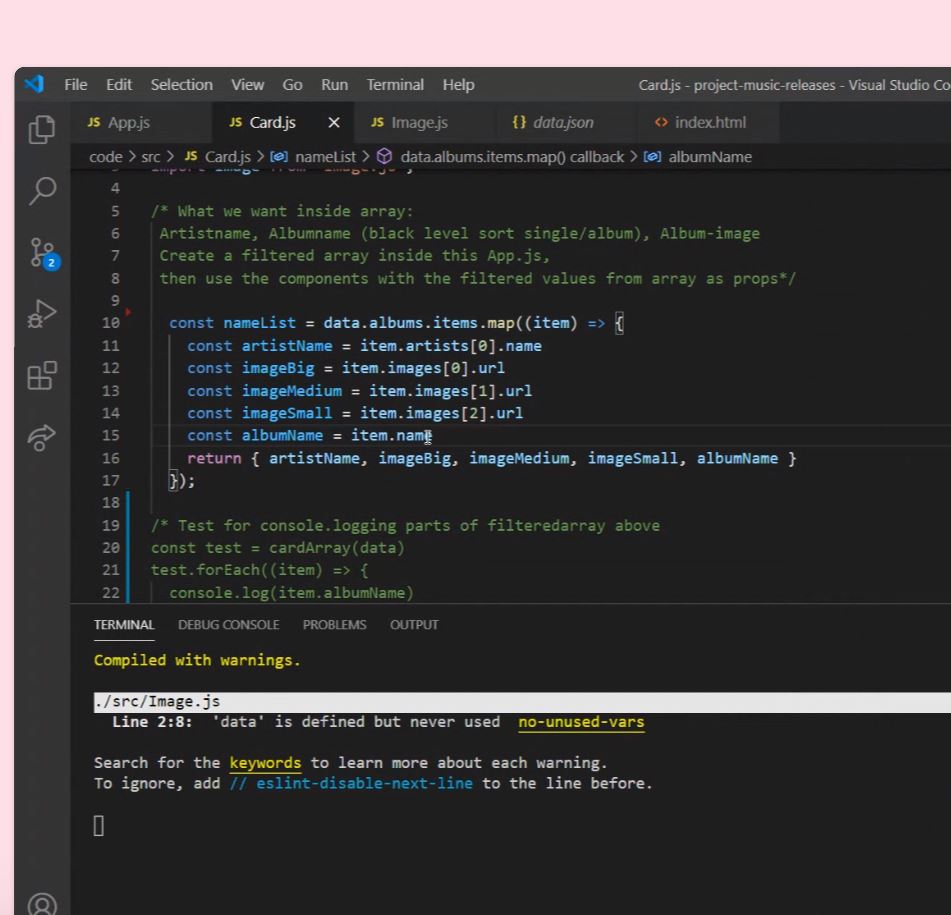 File Edit Selection View Go Run Terminal Help Card.js - project-music-releases - Visual Studio Co
JS App.js JS Card.js × JS Image.js {} data.json <> index.html
code > src > JS Card.js > nameList > data.albums.items.map() callback > albumName
4
5 /* What we want inside array:
6 Artistname, Albumname (black level sort single/album), Album-image
7 Create a filtered array inside this App.js,
8 then use the components with the filtered values from array as props*/
9
10 const nameList = data.albums.items.map((item) => {
11 const artistName = item.artists[0].name
12 const imageBig = item.images[0].url
13 const imageMedium = item.images[1].url
14 const imageSmall = item.images[2].url
15 const albumName = item.name
16 return { artistName, imageBig, imageMedium, imageSmall, albumName }
17 });
18
19 /* Test for console.logging parts of filteredarray above
20 const test = cardArray(data)
21 test.forEach((item) => {
22 console.log(item.albumName)
2
TERMINAL DEBUG CONSOLE PROBLEMS OUTPUT
Compiled with warnings.
./src/Image.js
Line 2:8: 'data' is defined but never used no-unused-vars
Search for the keywords to learn more about each warning.
To ignore, add // eslint-disable-next-line to the line before.